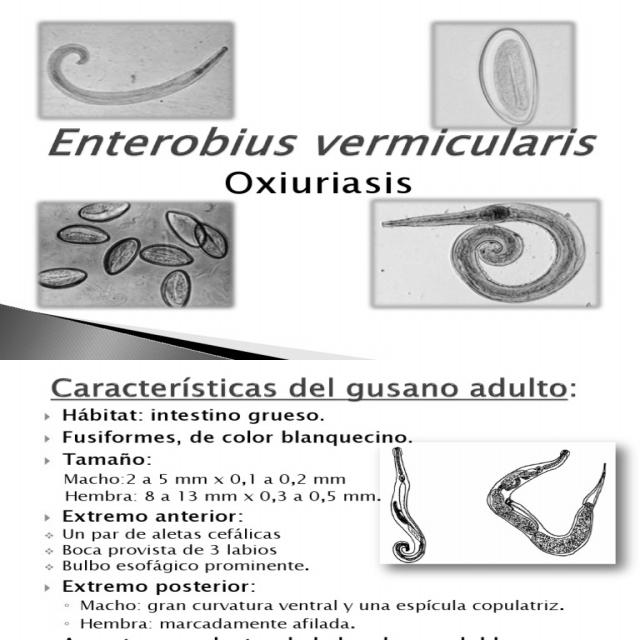 Enterobius vermicularis
Oxiuriasis
Características del gusano adulto:
Hábitat: intestino grueso.
Fusiformes, de color blanquecino.
Tamaño:
Macho:2 a 5 mm x 0,1 a 0,2 mm
Hembra: 8 a 13 mm x 0,3 a 0,5 mm.
Extremo anterior:
Un par de aletas cefálicas
Boca provista de 3 labios
Bulbo esofágico prominente.
Extremo posterior:
Macho: gran curvatura ventral y una espícula copulatriz.
Hembra: marcadamente afilada.